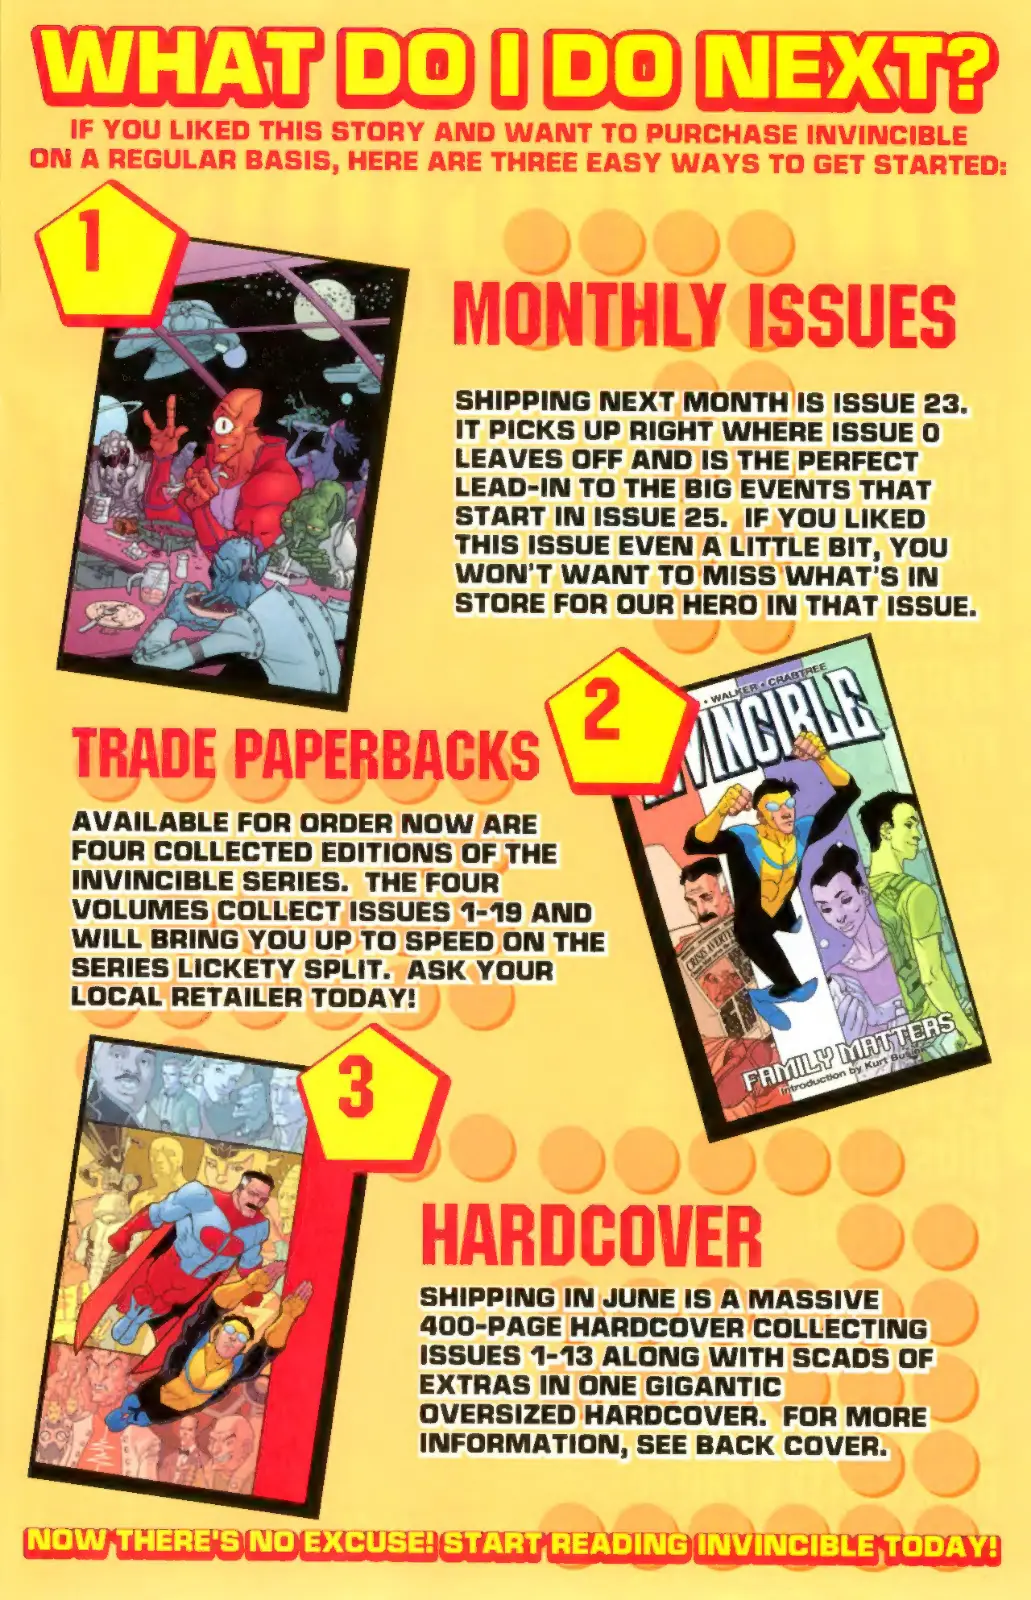 WHAT DO I DO NEXT?
IF YOU LIKED THIS STORY AND WANT TO PURCHASE INVINCIBLE
ON A REGULAR BASIS, HERE ARE THREE EASY WAYS TO GET STARTED:
1
MONTHLY ISSUES
SHIPPING NEXT MONTH IS ISSUE 23.
IT PICKS UP RIGHT WHERE ISSUE 0
LEAVES OFF AND IS THE PERFECT
LEAD-IN TO THE BIG EVENTS THAT
START IN ISSUE 25. IF YOU LIKED
THIS ISSUE EVEN A LITTLE BIT, YOU
WON'T WANT TO MISS WHAT'S IN
STORE FOR OUR HERO IN THAT ISSUE.
2
• WALKER • CRABTREE
INVINCIBLE
CRISIS AVERTED
FAMILY MATTERS
Introduction by Kurt
TRADE PAPERBACKS
AVAILABLE FOR ORDER NOW ARE
FOUR COLLECTED EDITIONS OF THE
INVINCIBLE SERIES. THE FOUR
VOLUMES COLLECT ISSUES 1-19 AND
WILL BRING YOU UP TO SPEED ON THE
SERIES LICKETY SPLIT. ASK YOUR
LOCAL RETAILER TODAY!
3
HARDCOVER
SHIPPING IN JUNE IS A MASSIVE
400-PAGE HARDCOVER COLLECTING
ISSUES 1-13 ALONG WITH SCADS OF
EXTRAS IN ONE GIGANTIC
OVERSIZED HARDCOVER. FOR MORE
INFORMATION, SEE BACK COVER.
NOW THERE'S NO EXCUSE! START READING INVINCIBLE TODAY!